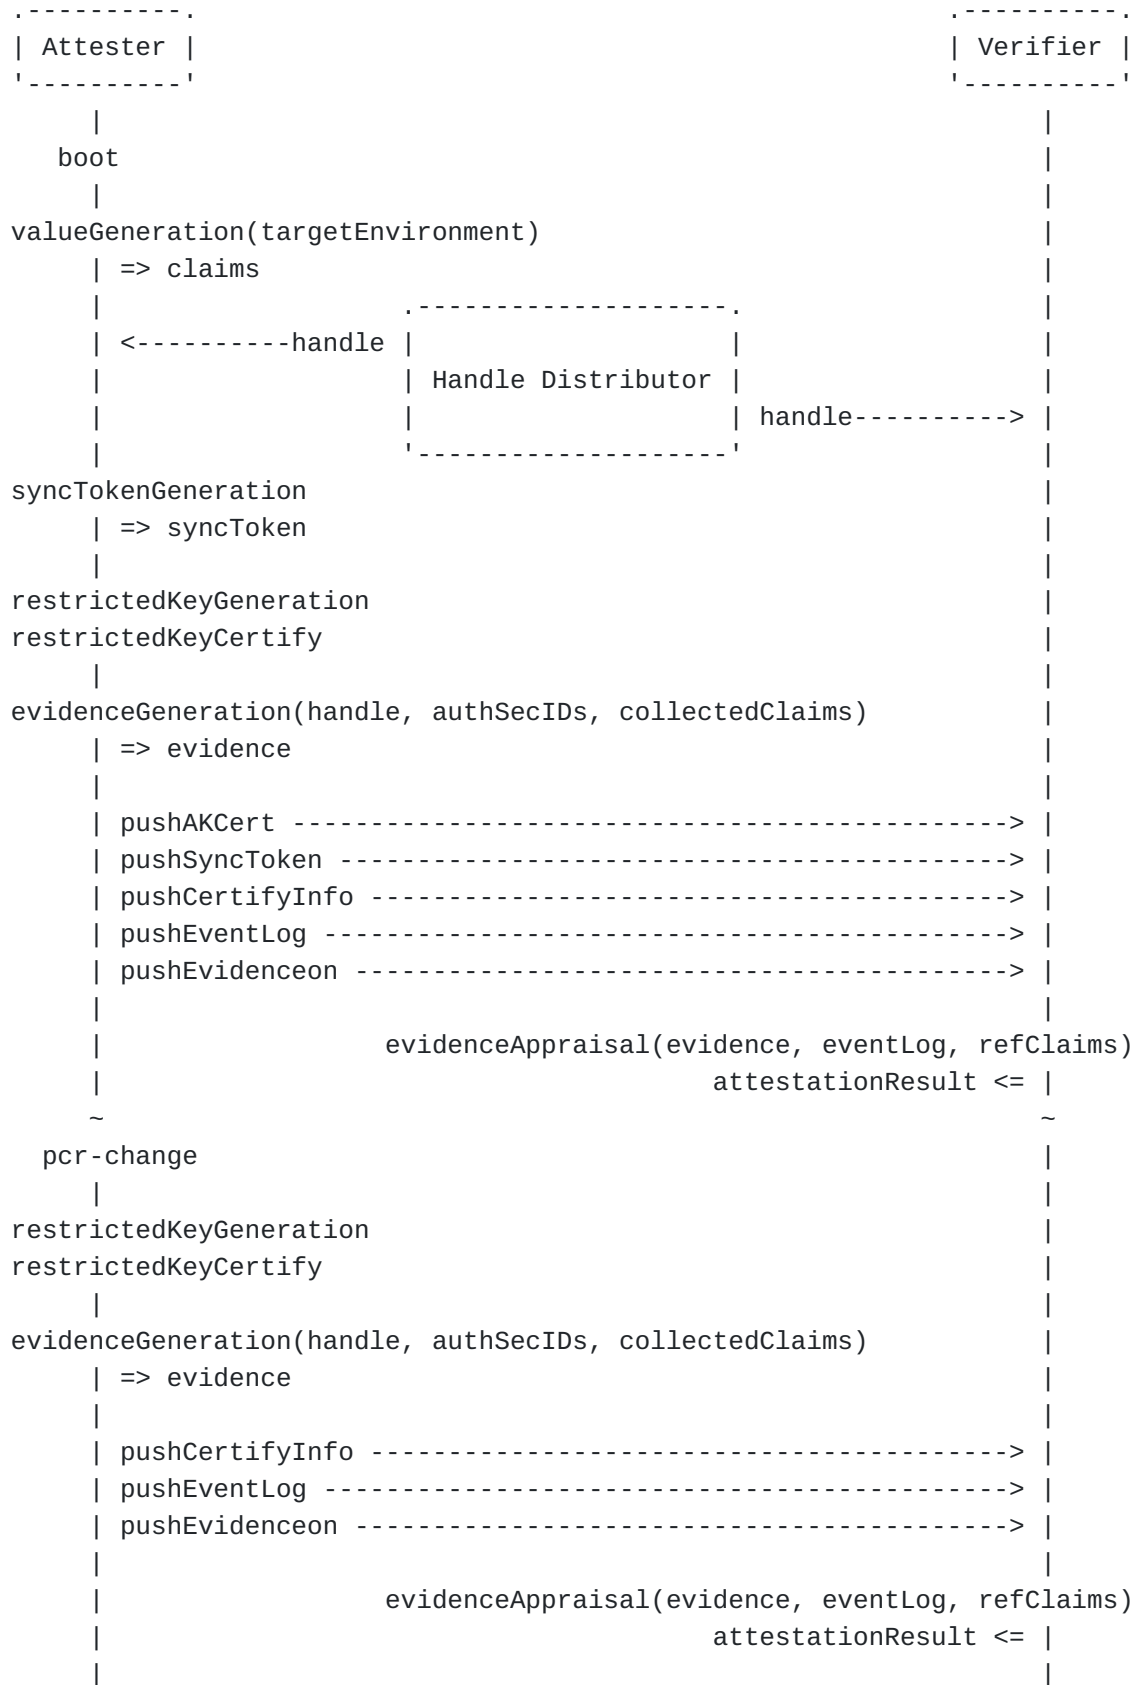 .----------.                                                .----------.
| Attester |                                                | Verifier |
'----------'                                                '----------'
     |                                                            |
   boot                                                           |
     |                                                            |
valueGeneration(targetEnvironment)                                |
     | => claims                                                  |
     |                   .--------------------.                   |
     | <----------handle |                    |                   |
     |                   | Handle Distributor |                   |
     |                   |                    | handle----------> |
     |                   '--------------------'                   |
syncTokenGeneration                                               |
     | => syncToken                                               |
     |                                                            |
restrictedKeyGeneration                                           |
restrictedKeyCertify                                              |
     |                                                            |
evidenceGeneration(handle, authSecIDs, collectedClaims)           |
     | => evidence                                                |
     |                                                            |
     | pushAKCert ----------------------------------------------> |
     | pushSyncToken -------------------------------------------> |
     | pushCertifyInfo -----------------------------------------> |
     | pushEventLog --------------------------------------------> |
     | pushEvidenceon ------------------------------------------> |
     |                                                            |
     |                  evidenceAppraisal(evidence, eventLog, refClaims)
     |                                       attestationResult <= |
     ~                                                            ~
  pcr-change                                                      |
     |                                                            |
restrictedKeyGeneration                                           |
restrictedKeyCertify                                              |
     |                                                            |
evidenceGeneration(handle, authSecIDs, collectedClaims)           |
     | => evidence                                                |
     |                                                            |
     | pushCertifyInfo -----------------------------------------> |
     | pushEventLog --------------------------------------------> |
     | pushEvidenceon ------------------------------------------> |
     |                                                            |
     |                  evidenceAppraisal(evidence, eventLog, refClaims)
     |                                       attestationResult <= |
     |                                                            |